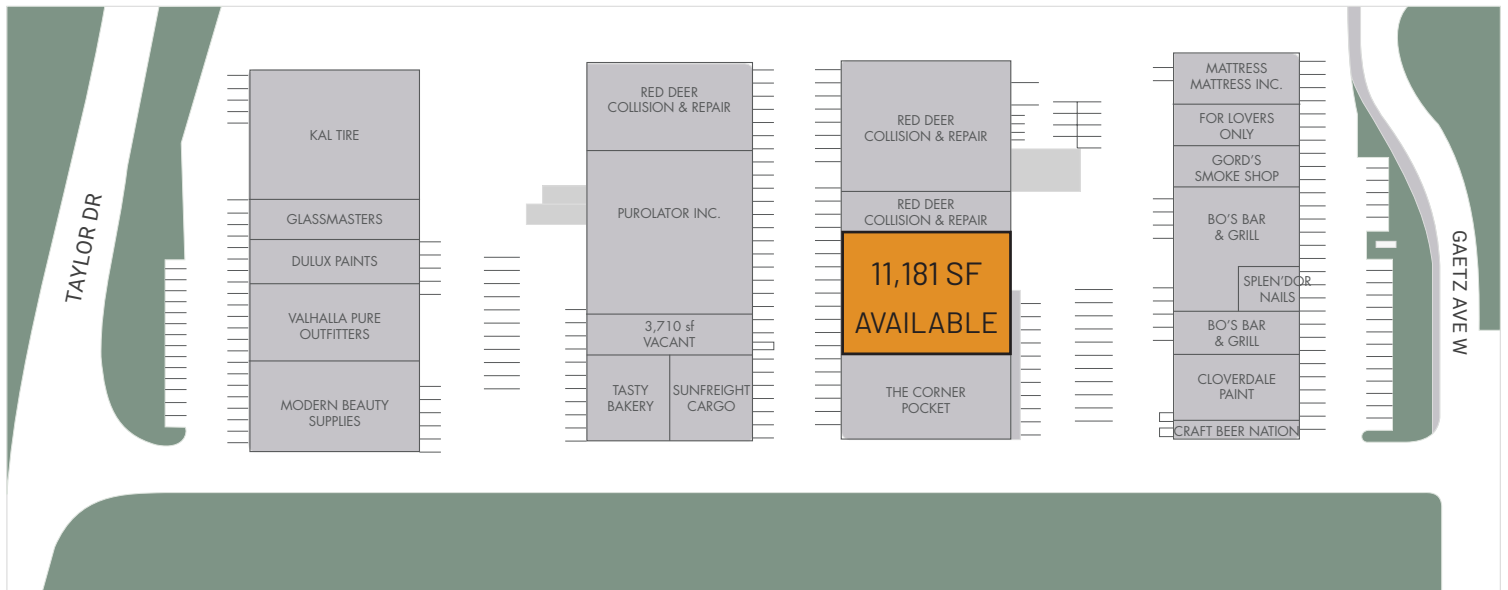 TAYLOR DR
KAL TIRE
GLASSMASTERS
DULUX PAINTS
VALHALLA PURE
OUTFITTERS
MODERN BEAUTY
SUPPLIES
RED DEER
COLLISION & REPAIR
PUROLATOR INC.
3,710 sf
VACANT
TASTY
BAKERY
SUNFREIGHT
CARGO
RED DEER
COLLISION & REPAIR
RED DEER
COLLISION & REPAIR
11,181 SF
AVAILABLE
THE CORNER
POCKET
MATTRESS
MATTRESS INC.
FOR LOVERS
ONLY
GORD'S
SMOKE SHOP
BO'S BAR
& GRILL
SPLEN'DOR
NAILS
BO'S BAR
& GRILL
CLOVERDALE
PAINT
CRAFT BEER NATION
GAETZ AVE W